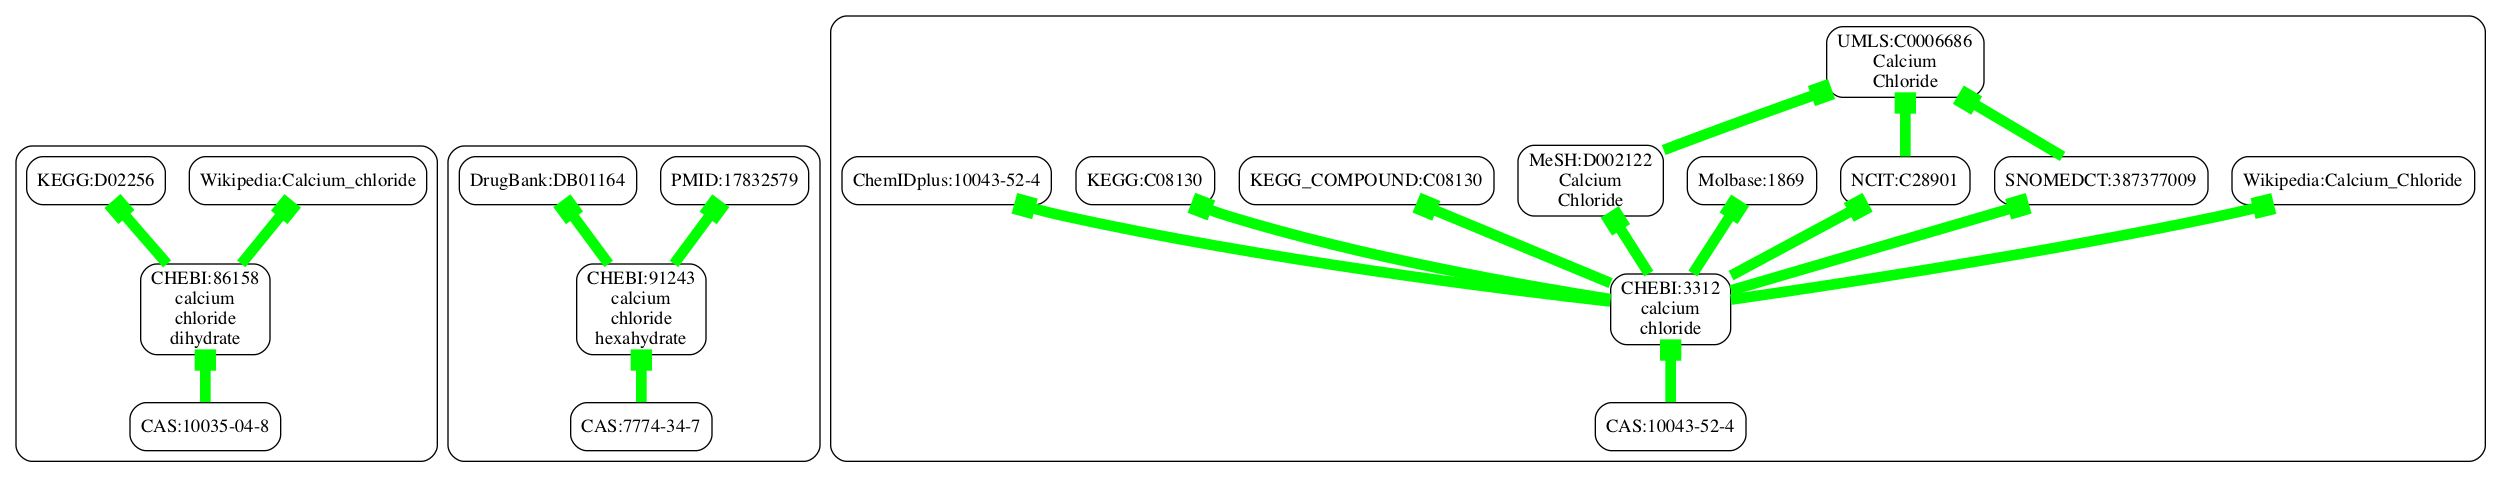 UMLS:C0006686
Calcium
Chloride
KEGG:D02256
Wikipedia:Calcium_chloride
DrugBank:DB01164
PMID:17832579
ChemIDplus:10043-52-4
KEGG:C08130
KEGG_COMPOUND:C08130
MeSH:D002122
Calcium
Chloride
Molbase:1869
NCIT:C28901
SNOMEDCT:387377009
Wikipedia:Calcium_Chloride
CHEBI:86158
calcium
chloride
dihydrate
CHEBI:91243
calcium
chloride
hexahydrate
CHEBI:3312
calcium
chloride
CAS:10035-04-8
CAS:7774-34-7
CAS:10043-52-4